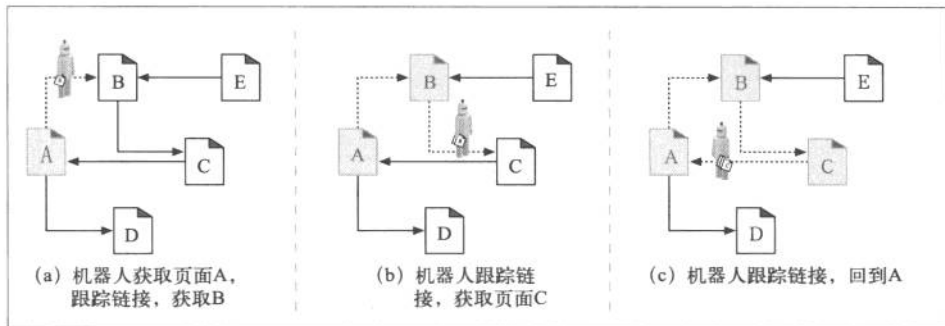 B
E
A
C
D
(a) 机器人获取页面A,
跟踪链接, 获取B
B
E
A
C
D
(b) 机器人跟踪链
接, 获取页面C
B
E
A
C
D
(c) 机器人跟踪链接, 回到A